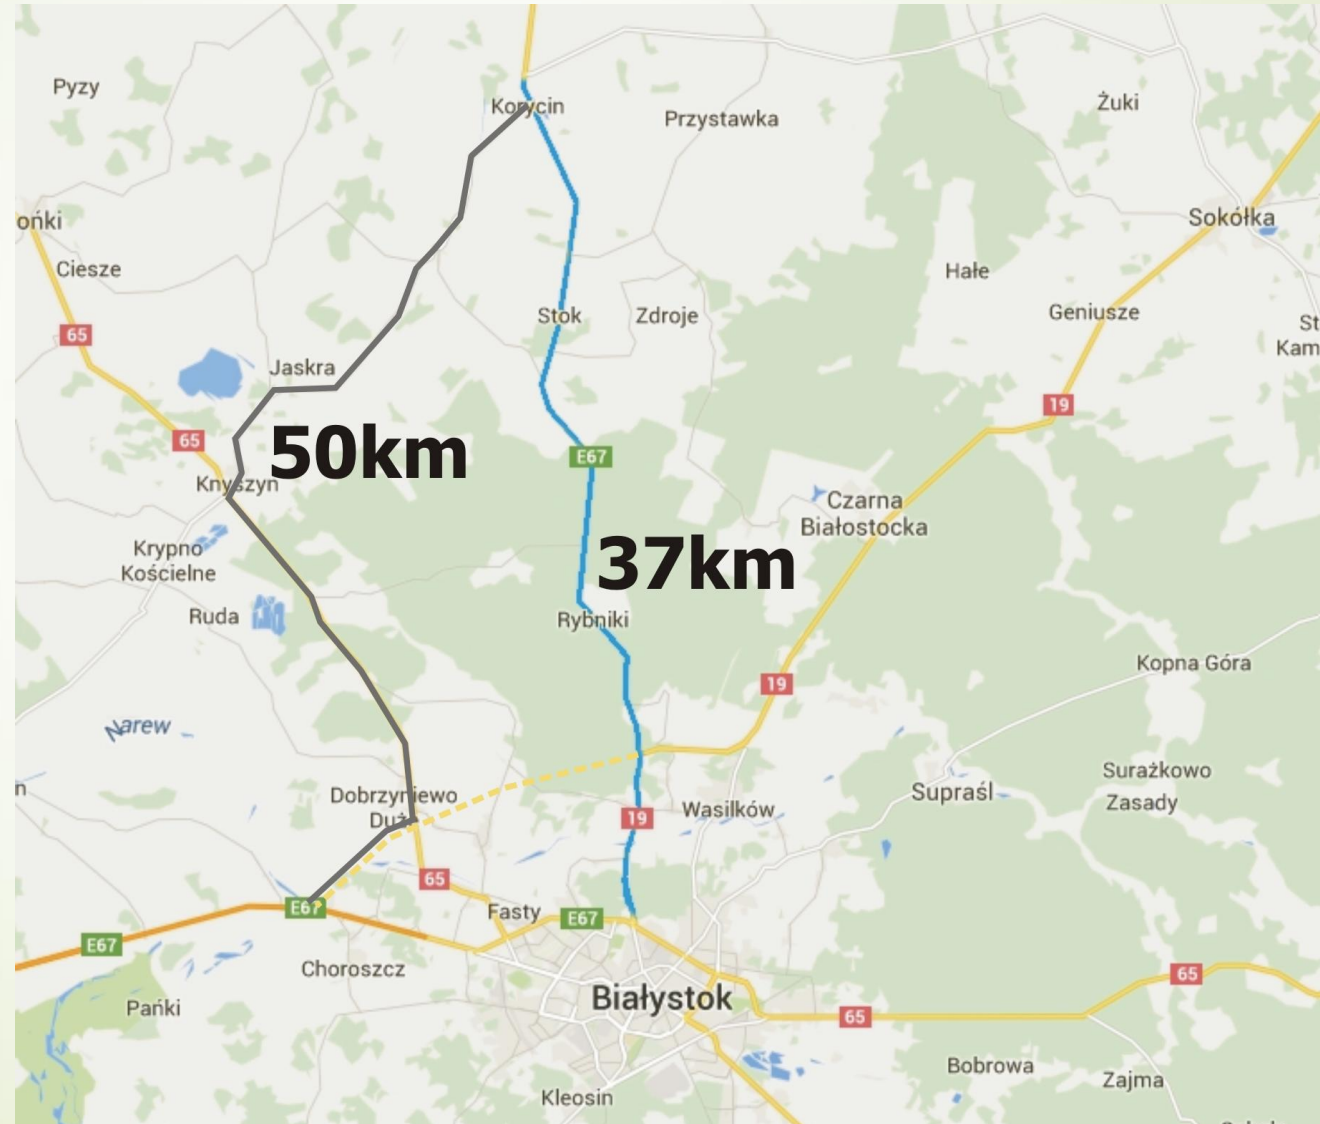 Pyzy
Korycin
Przystawka
Żuki
ońki
Sokółka
Ciesze
Hałe
Geniusze
Stok
Zdroje
St
Kam
65
Jaskra
19
65
50km
E67
Knyszyn
Czarna
Białostocka
Krypno
Kościelne
37km
Ruda
Rybniki
Kopna Góra
19
Narew
n
Dobrzyniewo
Duże
Surażkowo
Zasady
Supraśl
Wasilków
19
65
E67
Fasty
E67
E67
Choroszcz
65
Białystok
Pańki
65
Bobrowa
Zajma
Kleosin